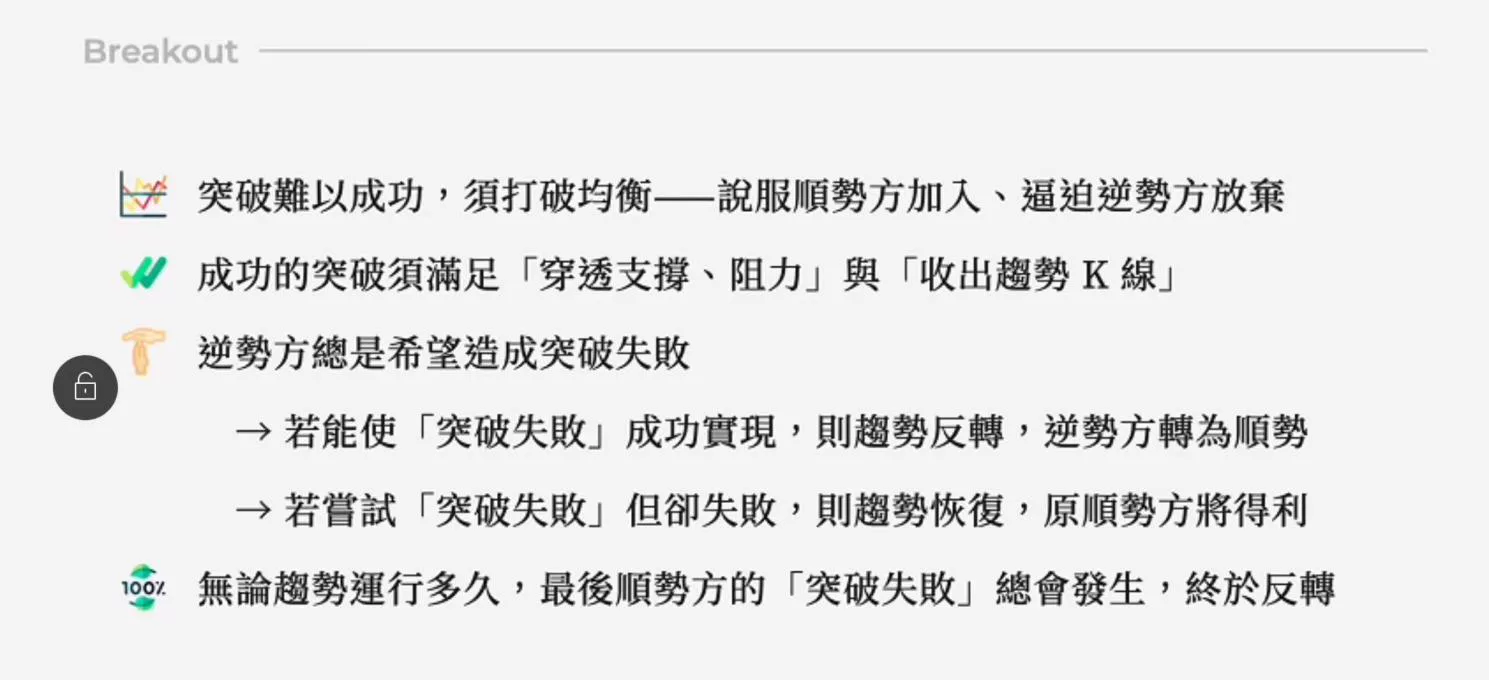 Breakout
突破難以成功，須打破均衡——說服順勢方加入、逼迫逆勢方放棄
成功的突破須滿足「穿透支撐、阻力」與「收出趨勢 K 線」
逆勢方總是希望造成突破失敗
→ 若能使「突破失敗」成功實現，則趨勢反轉，逆勢方轉為順勢
→ 若嘗試「突破失敗」但卻失敗，則趨勢恢復，原順勢方將得利
100% 無論趨勢運行多久，最後順勢方的「突破失敗」總會發生，終於反轉